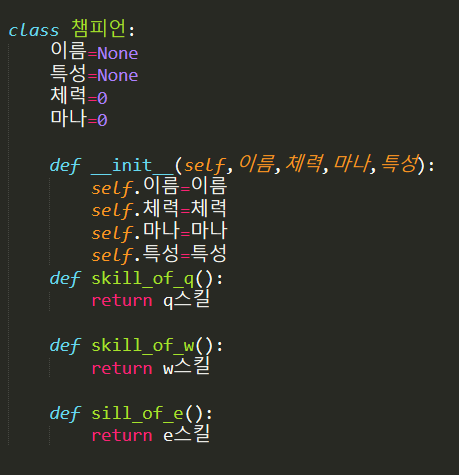 class 챔피언:
이름=None
특성=None
체력=0
마나=0
def __init__(self,이름,체력,마나,특성):
self.이름=이름
self.체력=체력
self.마나=마나
self.특성=특성
def skill_of_q():
return q스킬
def skill_of_w():
return w스킬
def sill_of_e():
return e스킬